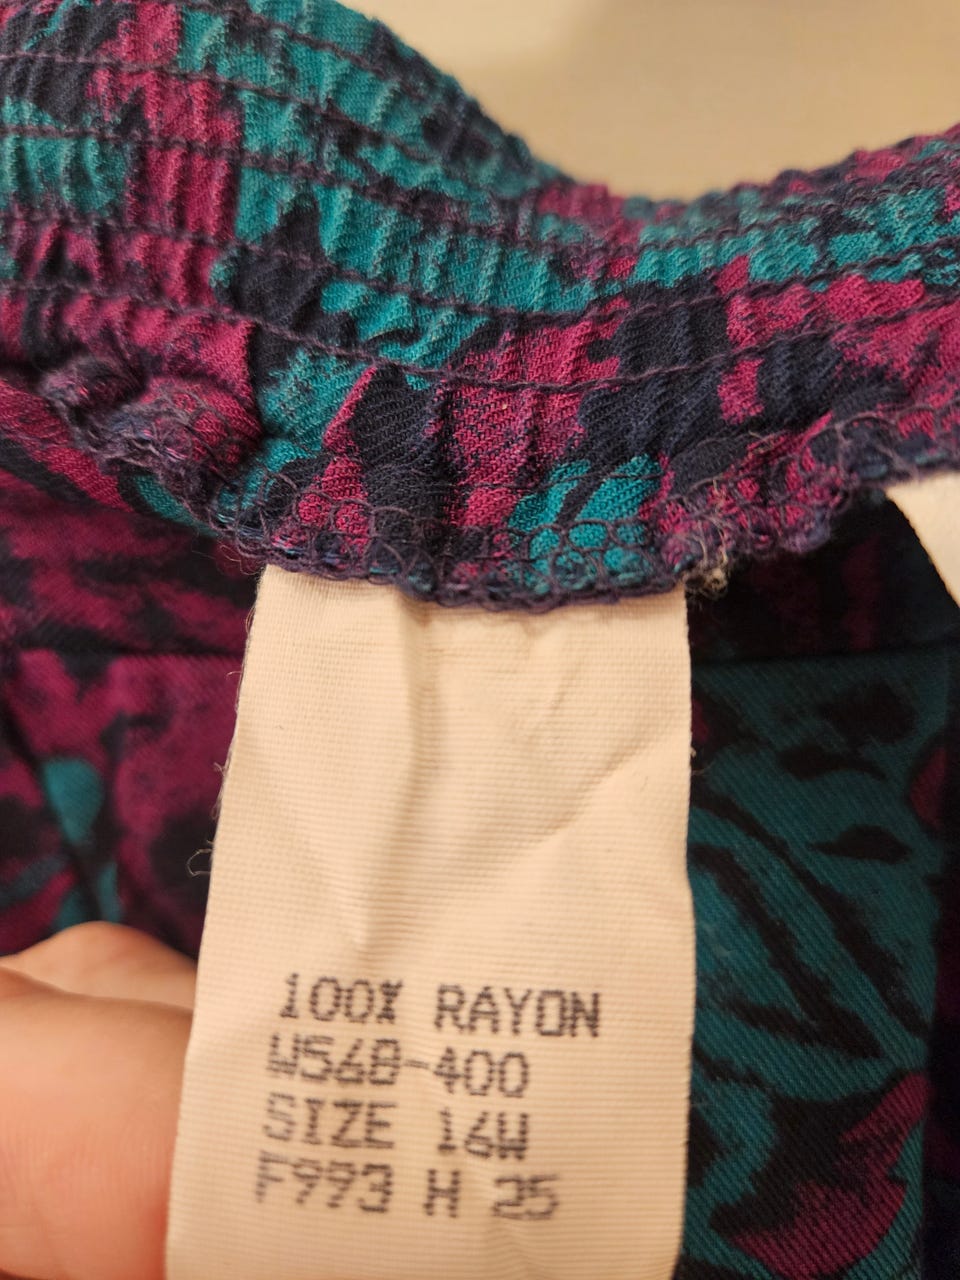 100% RAYON
W568-400
SIZE 16W
F993 H 25